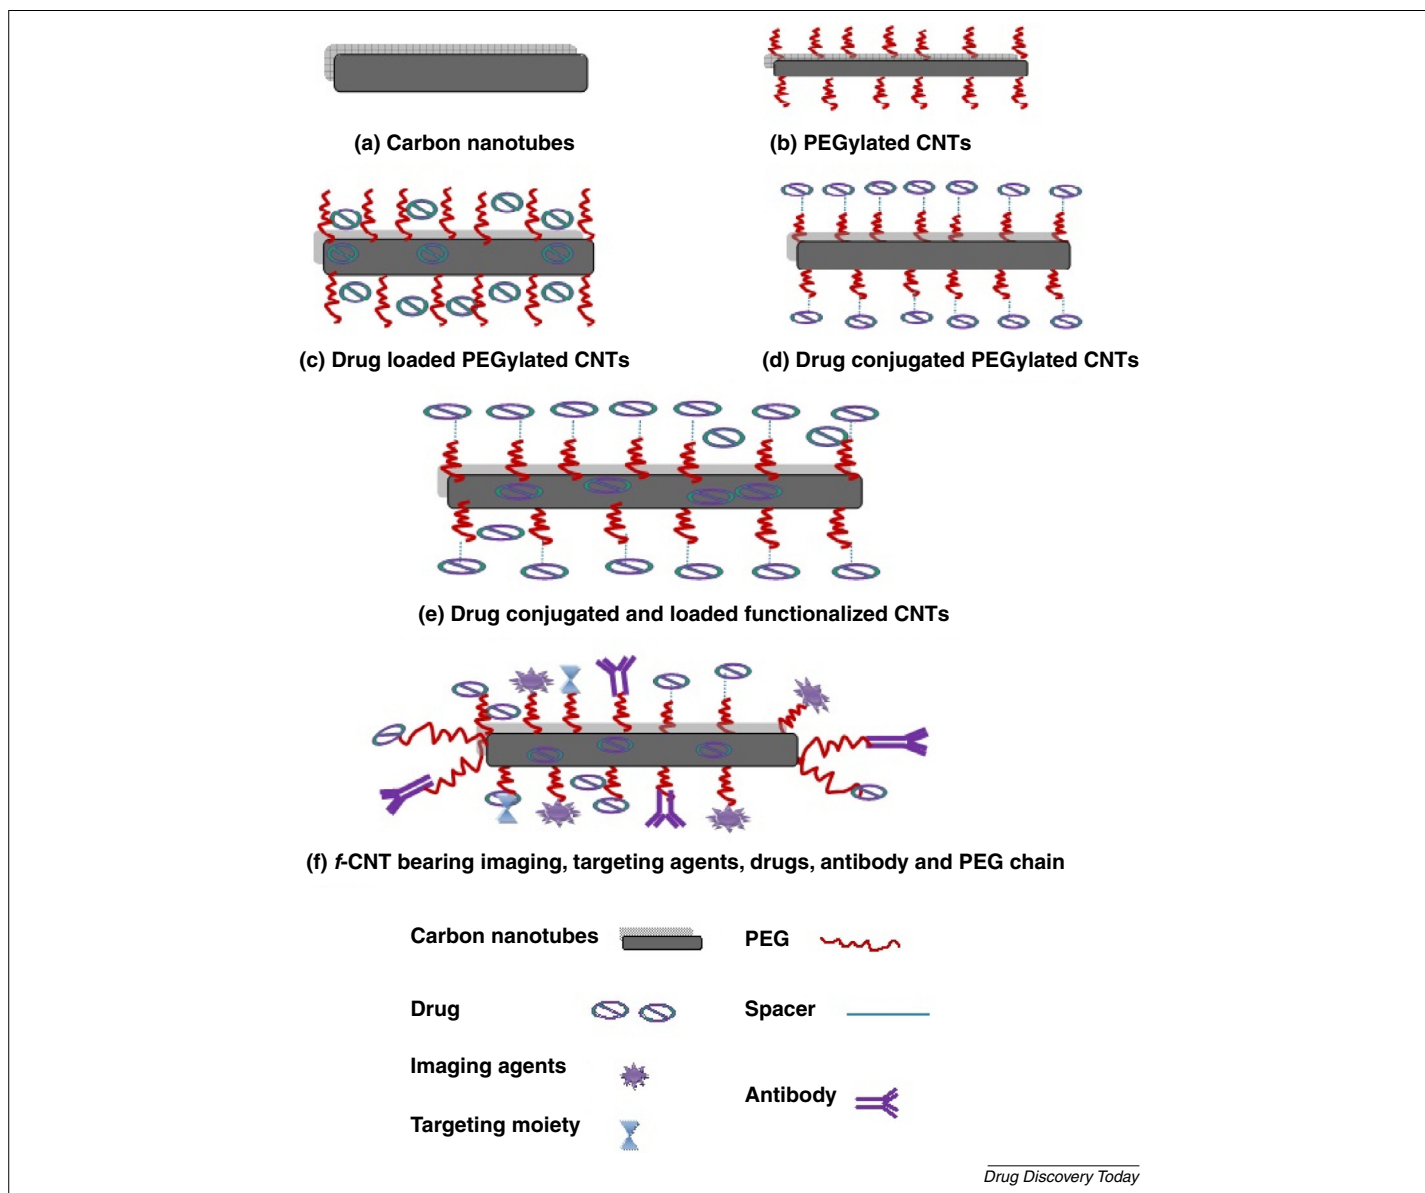 (a) Carbon nanotubes
(b) PEGylated CNTs
(c) Drug loaded PEGylated CNTs
(d) Drug conjugated PEGylated CNTs
(e) Drug conjugated and loaded functionalized CNTs
(f) f-CNT bearing imaging, targeting agents, drugs, antibody and PEG chain
Carbon nanotubes
PEG
Drug
Spacer
Imaging agents
Antibody
Targeting moiety
Drug Discovery Today